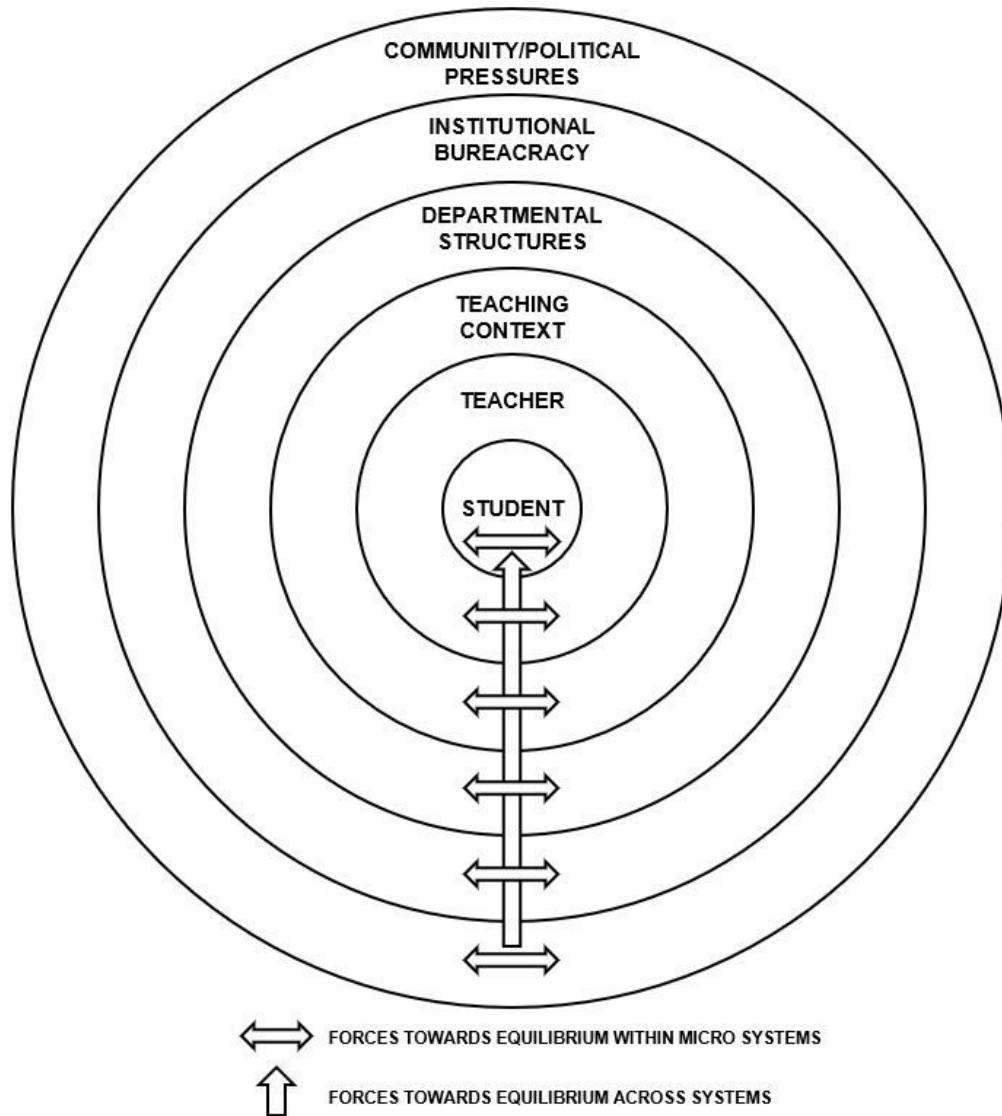 COMMUNITY/POLITICAL
PRESSURES
INSTITUTIONAL
BUREACRACY
DEPARTMENTAL
STRUCTURES
TEACHING
CONTEXT
TEACHER
STUDENT
FORCES TOWARDS EQUILIBRIUM WITHIN MICRO SYSTEMS
FORCES TOWARDS EQUILIBRIUM ACROSS SYSTEMS